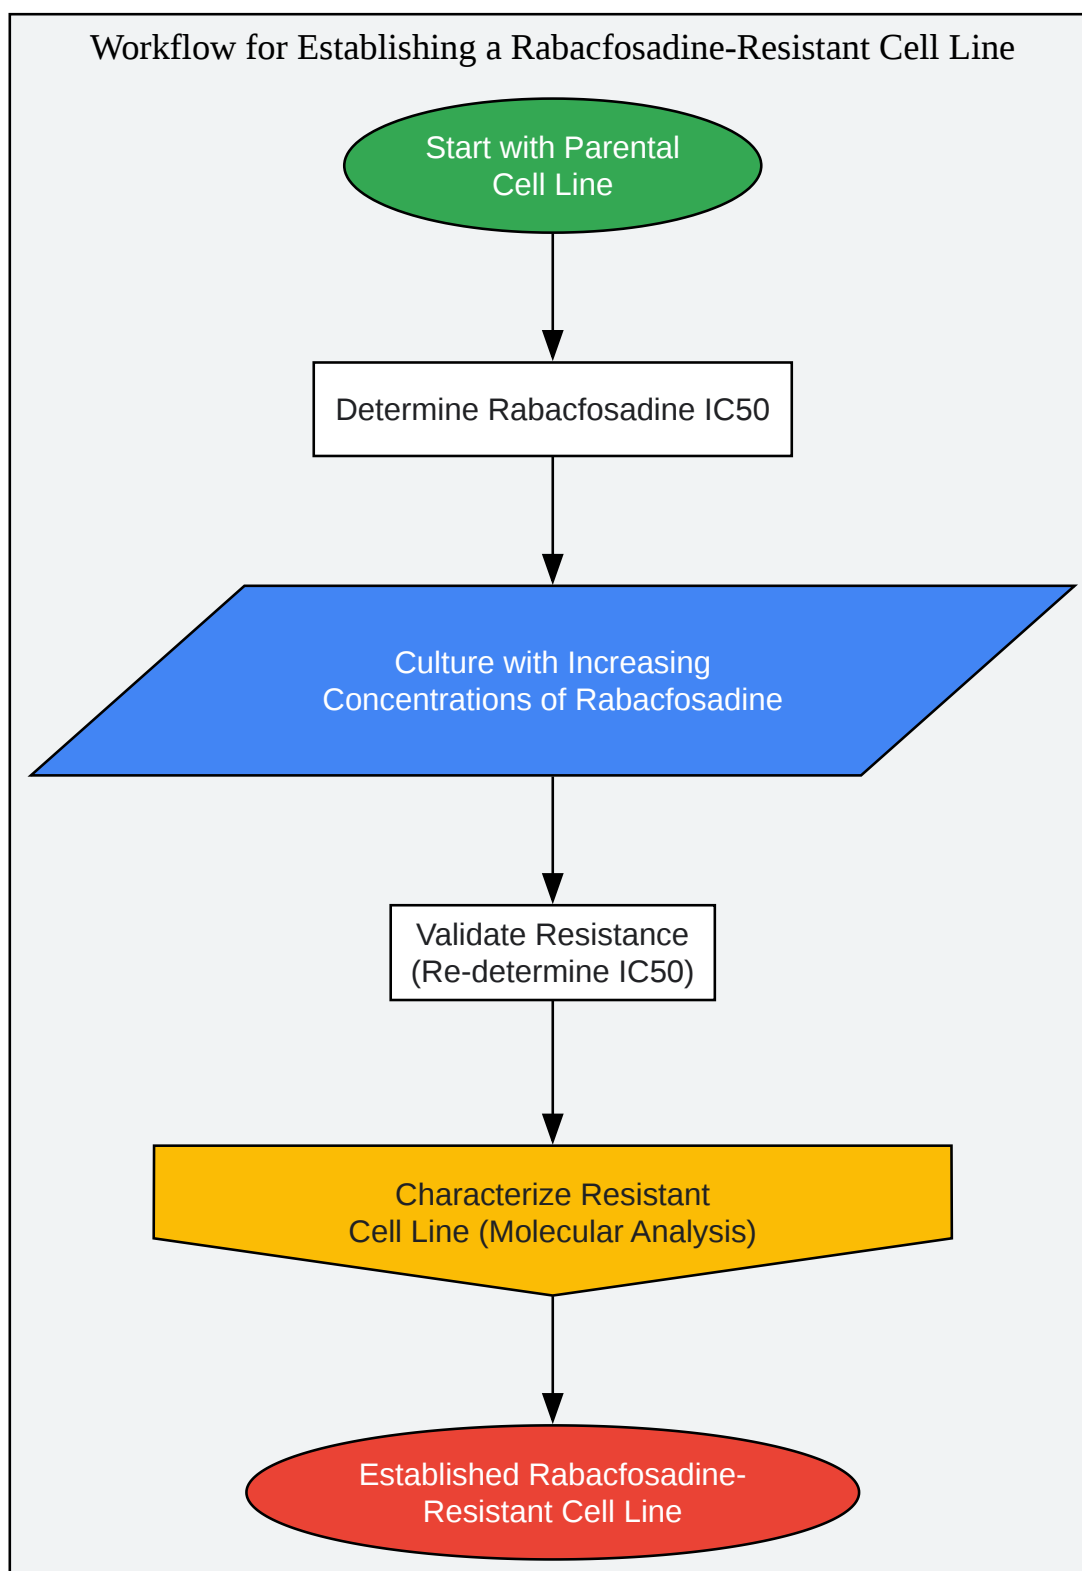 Workflow for Establishing a Rabacfosadine-Resistant Cell Line
Start with Parental
Cell Line
Determine Rabacfosadine IC50
Culture with Increasing
Concentrations of Rabacfosadine
Validate Resistance
(Re-determine IC50)
Characterize Resistant
Cell Line (Molecular Analysis)
Established Rabacfosadine-
Resistant Cell Line